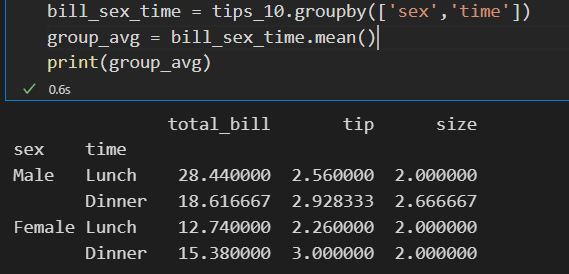 bill_sex_time = tips_10.groupby(['sex','time'])
group_avg = bill_sex_time.mean()
print(group_avg)
✓ 0.6s
total_bill tip size
sex time
Male Lunch 28.440000 2.560000 2.000000
Dinner 18.616667 2.928333 2.666667
Female Lunch 12.740000 2.260000 2.000000
Dinner 15.380000 3.000000 2.000000